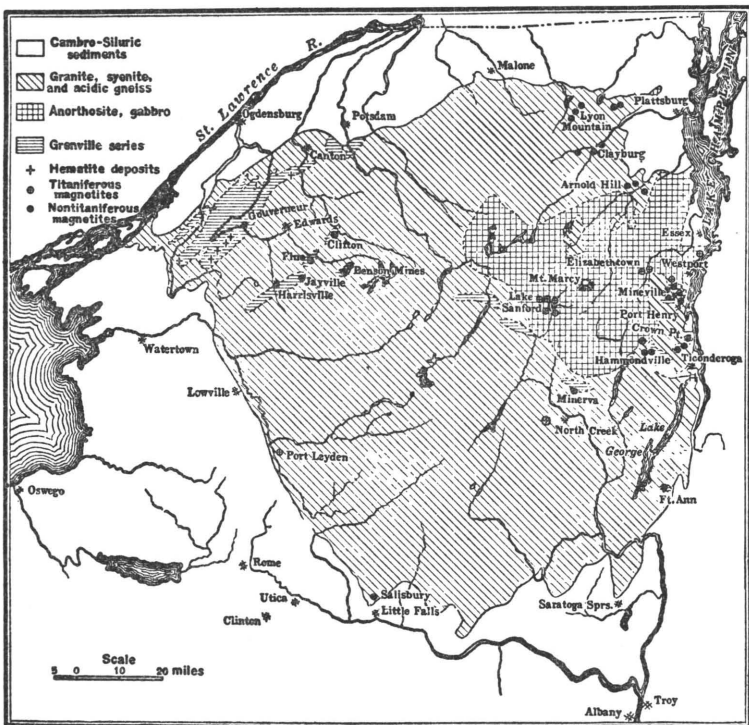 Cambro-Siluric
sediments
Granite, syenite,
and acidic gneiss
Anorthosite, gabbro
Grenville series
Hematite deposits
Titaniferous
magnetites
Nontitaniferous
magnetites
St. Lawrence R.
Ogdensburg
Potsdam
Malone
Plattsburg
Lyon
Mountain
LAKE CHAMPLAIN
Clayburg
Canton
Arnold Hill
Gouverneur
Edwards
Essex
Clifton
Elizabethtown
Westport
Pine
Benson Mines
Jayville
Mt. Marcy
Mineville
Harrisville
Lake
Sanford
Port Henry
Crown P.
Watertown
Hammondville
Ticonderoga
Lowville
Minerva
North Creek
Lake
George
Port Leyden
Oswego
Ft. Ann
Rome
Salisbury
Utica
Little Falls
Saratoga Sprs.
Clinton
Scale
5 0 10 20 miles
Troy
Albany